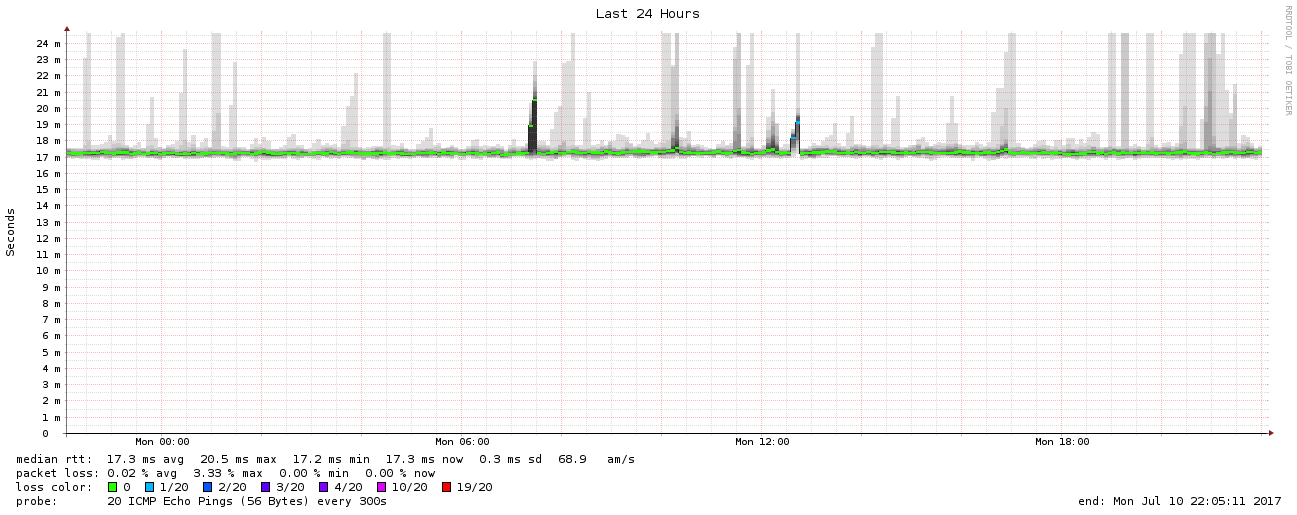 Last 24 Hours
RRDTOOL / TOBI OETIKER
Seconds
24 m
23 m
22 m
21 m
20 m
19 m
18 m
17 m
16 m
15 m
14 m
13 m
12 m
11 m
10 m
9 m
8 m
7 m
6 m
5 m
4 m
3 m
2 m
1 m
0
Mon 00:00 Mon 06:00 Mon 12:00 Mon 18:00
median rtt: 17.3 ms avg 20.5 ms max 17.2 ms min 17.3 ms now 0.3 ms sd 68.9 am/s
packet loss: 0.02 % avg 3.33 % max 0.00 % min 0.00 % now
loss color: 0 1/20 2/20 3/20 4/20 10/20 19/20
probe: 20 ICMP Echo Pings (56 Bytes) every 300s end: Mon Jul 10 22:05:11 2017